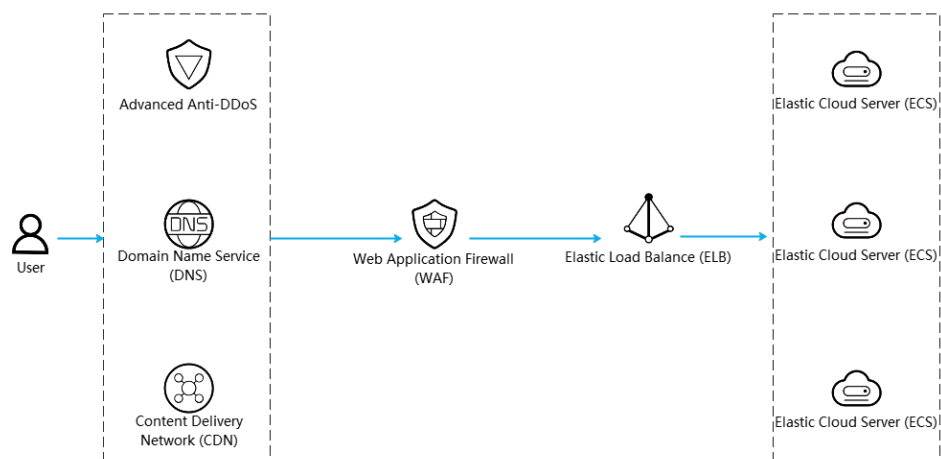 Advanced Anti-DDoS
Elastic Cloud Server (ECS)
DNS
User
Domain Name Service
(DNS)
Web Application Firewall
(WAF)
Elastic Load Balance (ELB)
Elastic Cloud Server (ECS)
Content Delivery
Network (CDN)
Elastic Cloud Server (ECS)